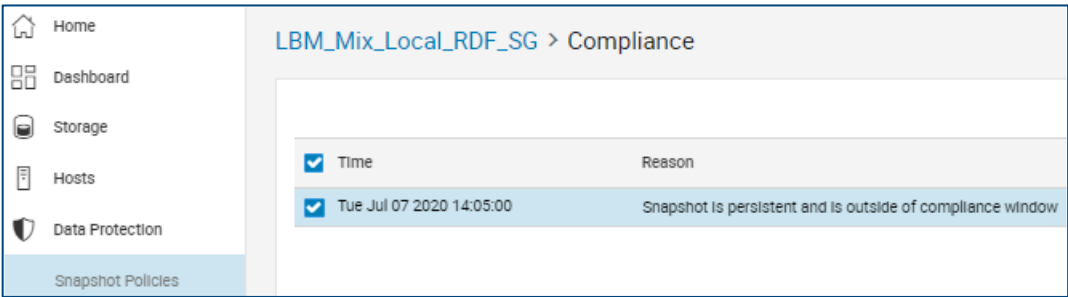 Home
LBM_Mix_Local_RDF_SG > Compliance
Dashboard
Storage
Time Reason
Hosts
Tue Jul 07 2020 14:05:00 Snapshot is persistent and is outside of compliance window
Data Protection
Snapshot Policies